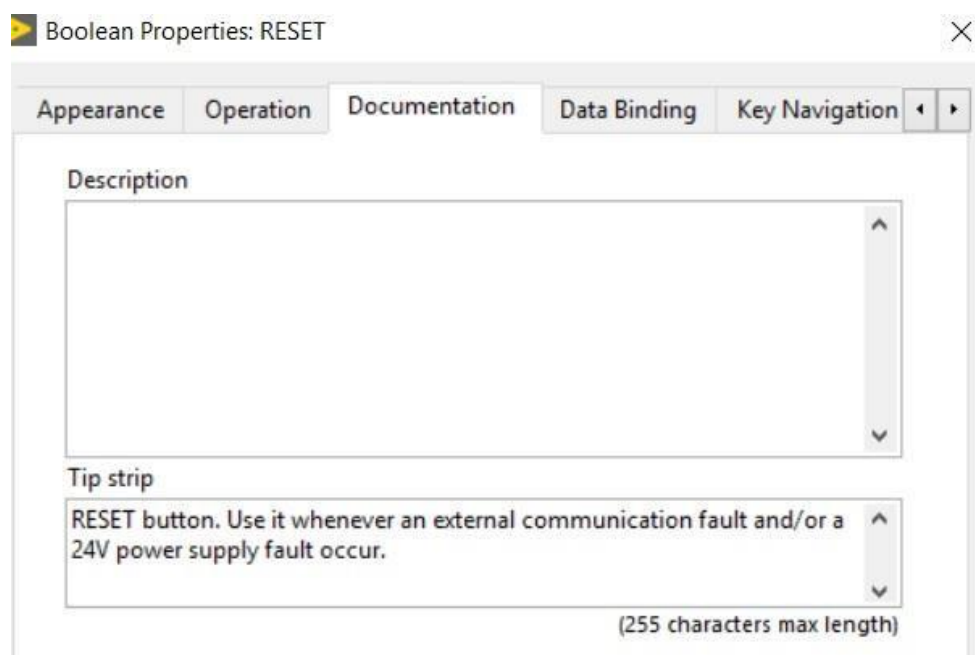 Boolean Properties: RESET
Appearance Operation Documentation Data Binding Key Navigation
Description
Tip strip
RESET button. Use it whenever an external communication fault and/or a
24V power supply fault occur.
(255 characters max length)